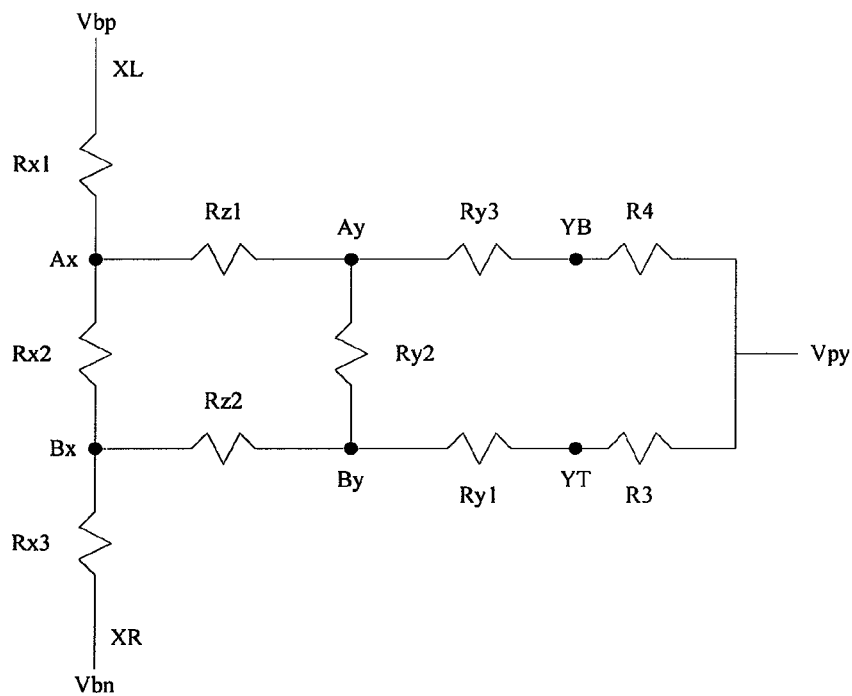 Vbp
XL
Rx1
Rz1
Ay
Ry3
YB
R4
Ax
Rx2
Ry2
Vpy
Rz2
Bx
By
Ry1
YT
R3
Rx3
XR
Vbn